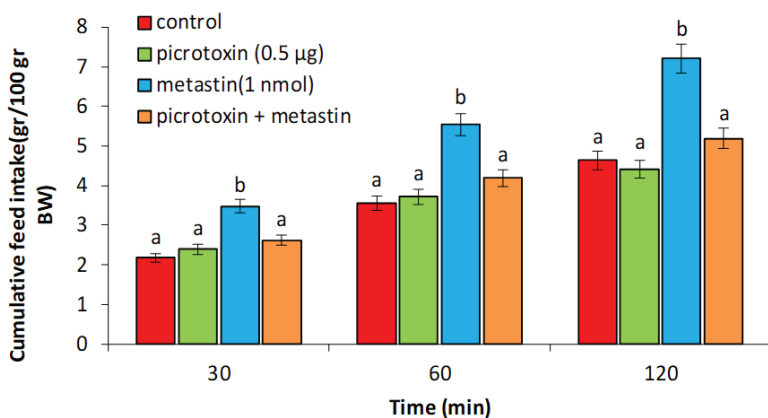 control
picrotoxin (0.5 µg)
metastin(1 nmol)
picrotoxin + metastin
Cumulative feed intake(gr/100 gr
BW)
8
7
6
5
4
3
2
1
0
a a b a
a a b a
a a b a
30 60 120
Time (min)